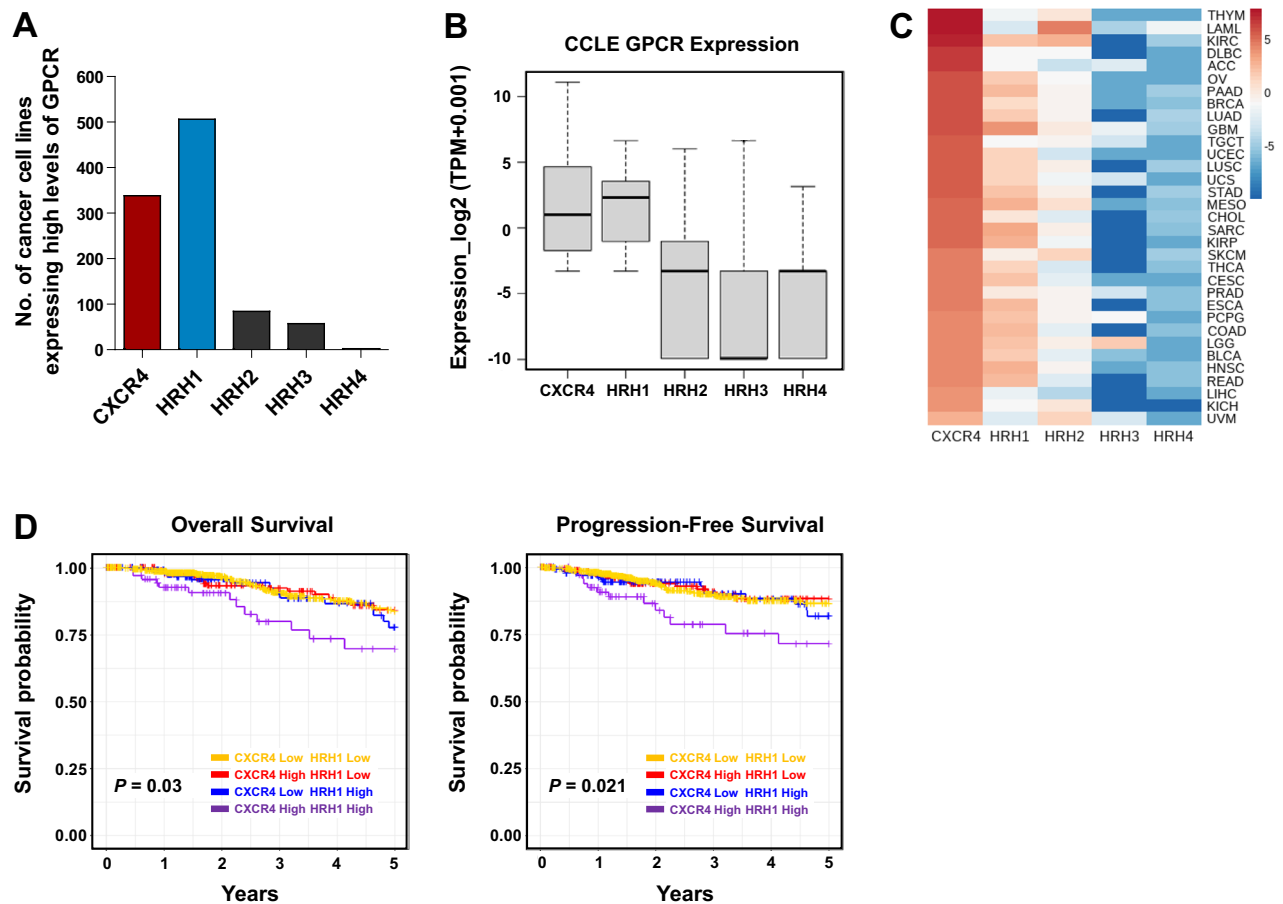 A
No. of cancer cell lines
expressing high levels of GPCR
600
500
400
300
200
100
0
CXCR4
HRH1
HRH2
HRH3
HRH4
B
CCLE GPCR Expression
Expression_log2 (TPM+0.001)
10
5
0
-5
-10
CXCR4
HRH1
HRH2
HRH3
HRH4
C
THYM
LAML
KIRC
DLBC
ACC
OV
PAAD
BRCA
LUAD
GBM
TGCT
UCEC
LUSC
UCS
STAD
MESO
CHOL
SARC
KIRP
SKCM
THCA
CESC
PRAD
ESCA
PCPG
COAD
LGG
BLCA
HNSC
READ
LIHC
KICH
UVM
CXCR4 HRH1 HRH2 HRH3 HRH4
5
0
-5
D
Overall Survival
Survival probability
1.00
0.75
0.50
0.25
0.00
CXCR4 Low HRH1 Low
CXCR4 High HRH1 Low
CXCR4 Low HRH1 High
CXCR4 High HRH1 High
P = 0.03
0 1 2 3 4 5
Years
Progression-Free Survival
Survival probability
1.00
0.75
0.50
0.25
0.00
CXCR4 Low HRH1 Low
CXCR4 High HRH1 Low
CXCR4 Low HRH1 High
CXCR4 High HRH1 High
P = 0.021
0 1 2 3 4 5
Years